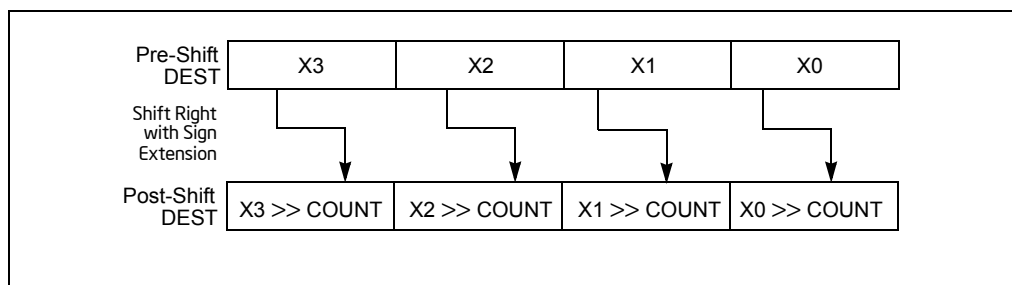 Pre-Shift
DEST
X3
X2
X1
X0
Shift Right
with Sign
Extension
Post-Shift
DEST
X3 >> COUNT
X2 >> COUNT
X1 >> COUNT
X0 >> COUNT